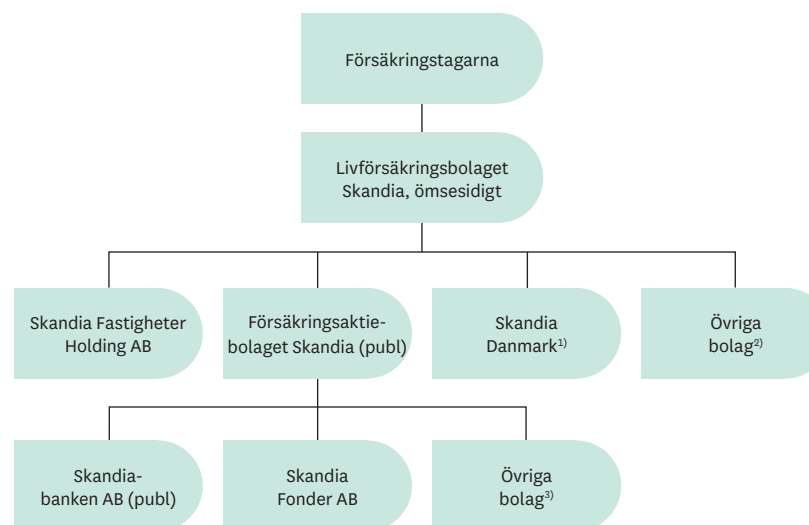 Försäkringstagarna
Livförsäkringsbolaget
Skandia, ömsesidigt
Skandia Fastigheter
Holding AB
Försäkringsaktie-
bolaget Skandia (publ)
Skandia
Danmark¹⁾
Övriga
bolag²⁾
Skandia-
banken AB (publ)
Skandia
Fonder AB
Övriga
bolag³⁾